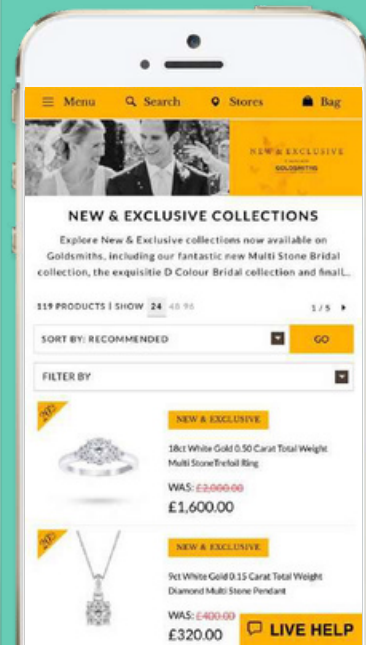 Menu Search Stores Bag
NEW & EXCLUSIVE
GOLDSMITHS
NEW & EXCLUSIVE COLLECTIONS
Explore New & Exclusive collections now available on
Goldsmiths, including our fantastic new Multi Stone Bridal
collection, the exquisitie D Colour Bridal collection and finall...
119 PRODUCTS | SHOW 24 48 96
1 / 5
SORT BY: RECOMMENDED
GO
FILTER BY
NEW & EXCLUSIVE
18ct White Gold 0.50 Carat Total Weight
Multi StoneTrefoil Ring
WAS: £2,000.00
£1,600.00
NEW & EXCLUSIVE
9ct White Gold 0.15 Carat Total Weight
Diamond Multi Stone Pendant
WAS: £400.00
£320.00
LIVE HELP